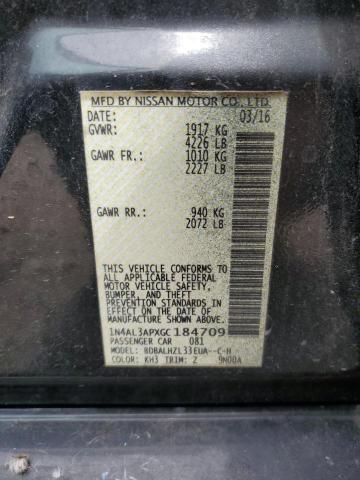 MFD BY NISSAN MOTOR CO., LTD.
DATE: 03/16
GVWR: 1917 KG
4226 LB
GAWR FR.: 1010 KG
2227 LB
GAWR RR.: 940 KG
2072 LB
THIS VEHICLE CONFORMS TO
ALL APPLICABLE FEDERAL
MOTOR VEHICLE SAFETY,
BUMPER, AND THEFT
PREVENTION STANDARDS IN
EFFECT ON THE DATE OF
MANUFACTURE SHOWN ABOVE.
1N4AL3APXGC184709
PASSENGER CAR 081
MODEL: BDBALHZL33EUA--C-H -
COLOR: KH3 TRIM: Z 9N00A